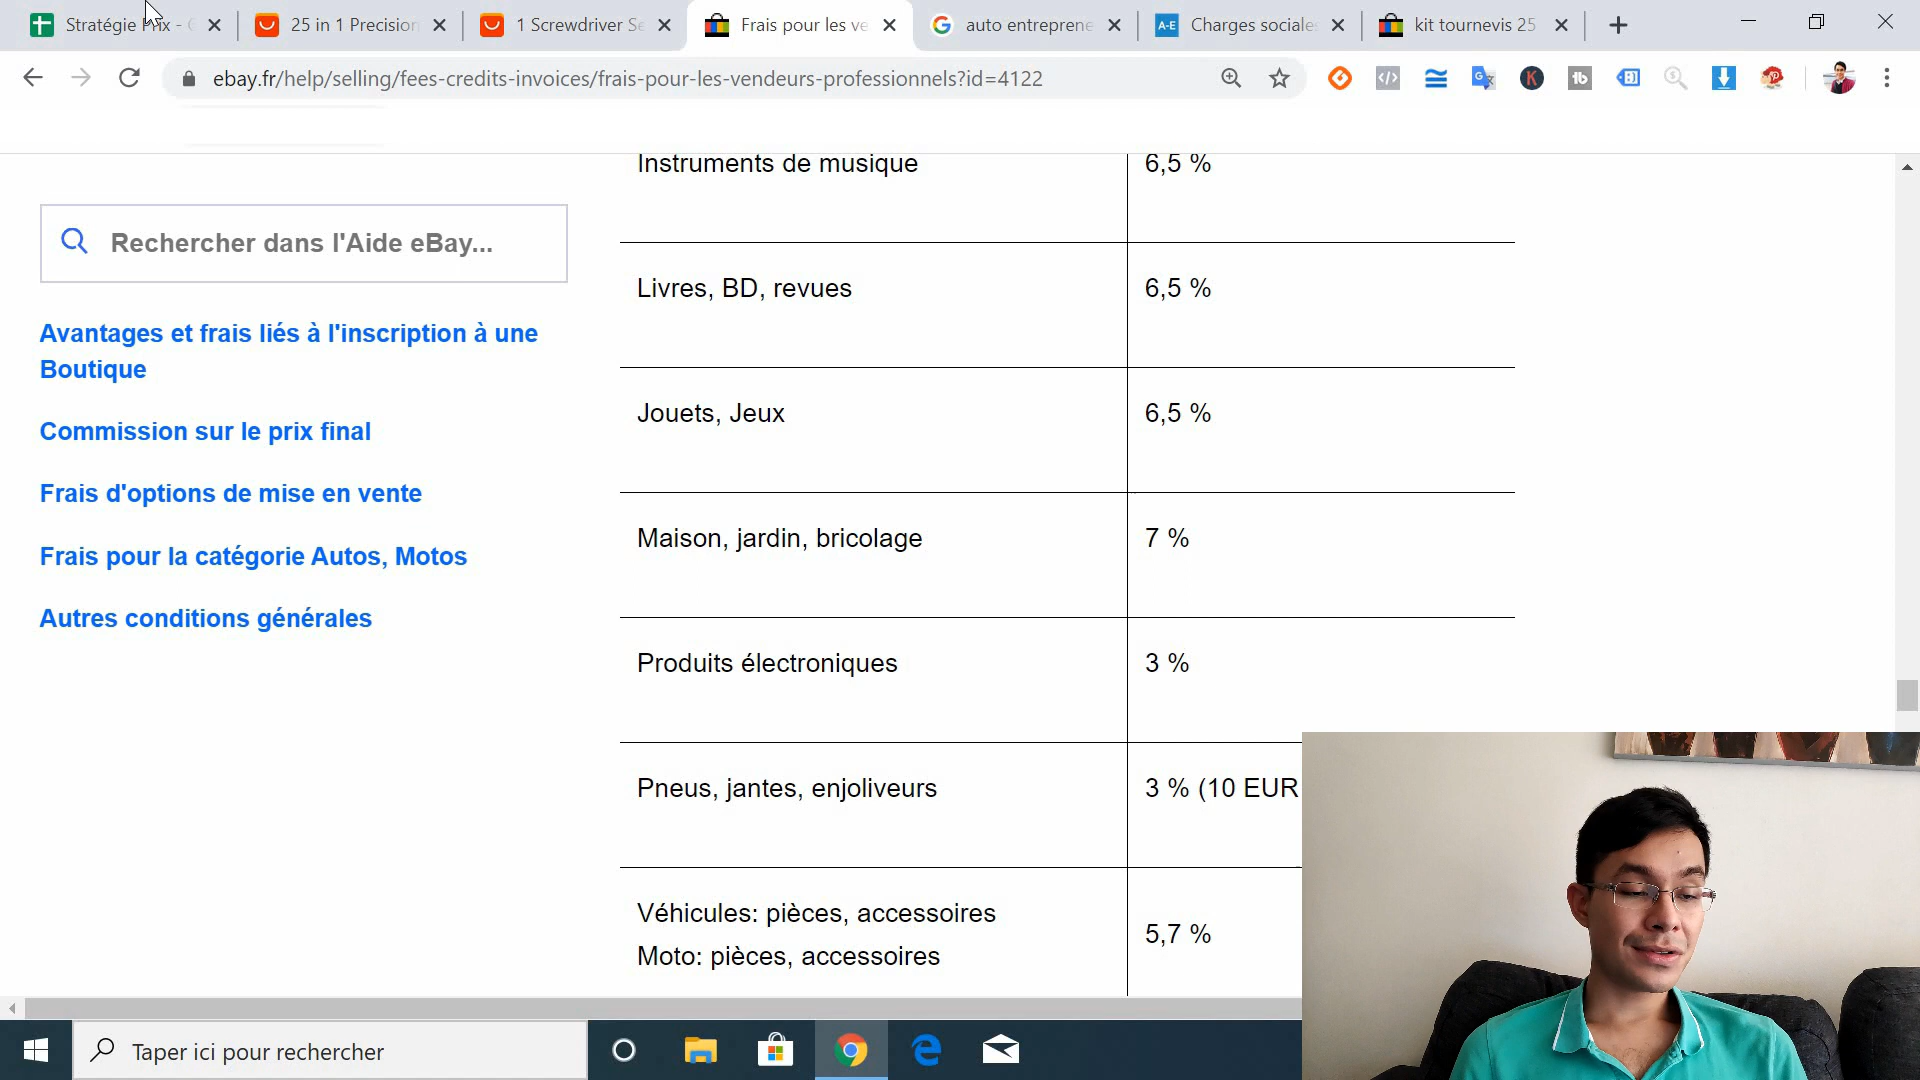 Stratégie Prix - G
25 in 1 Precision
1 Screwdriver Se
Frais pour les ve
auto entreprene
A-E
Charges sociales
kit tournevis 25
ebay.fr/help/selling/fees-credits-invoices/frais-pour-les-vendeurs-professionnels?id=4122
Rechercher dans l'Aide eBay...
Avantages et frais liés à l'inscription à une
Boutique
Commission sur le prix final
Frais d'options de mise en vente
Frais pour la catégorie Autos, Motos
Autres conditions générales
Instruments de musique 6,5 %
Livres, BD, revues 6,5 %
Jouets, Jeux 6,5 %
Maison, jardin, bricolage 7 %
Produits électroniques 3 %
Pneus, jantes, enjoliveurs 3 % (10 EUR
Véhicules: pièces, accessoires
Moto: pièces, accessoires
5,7 %
Taper ici pour rechercher